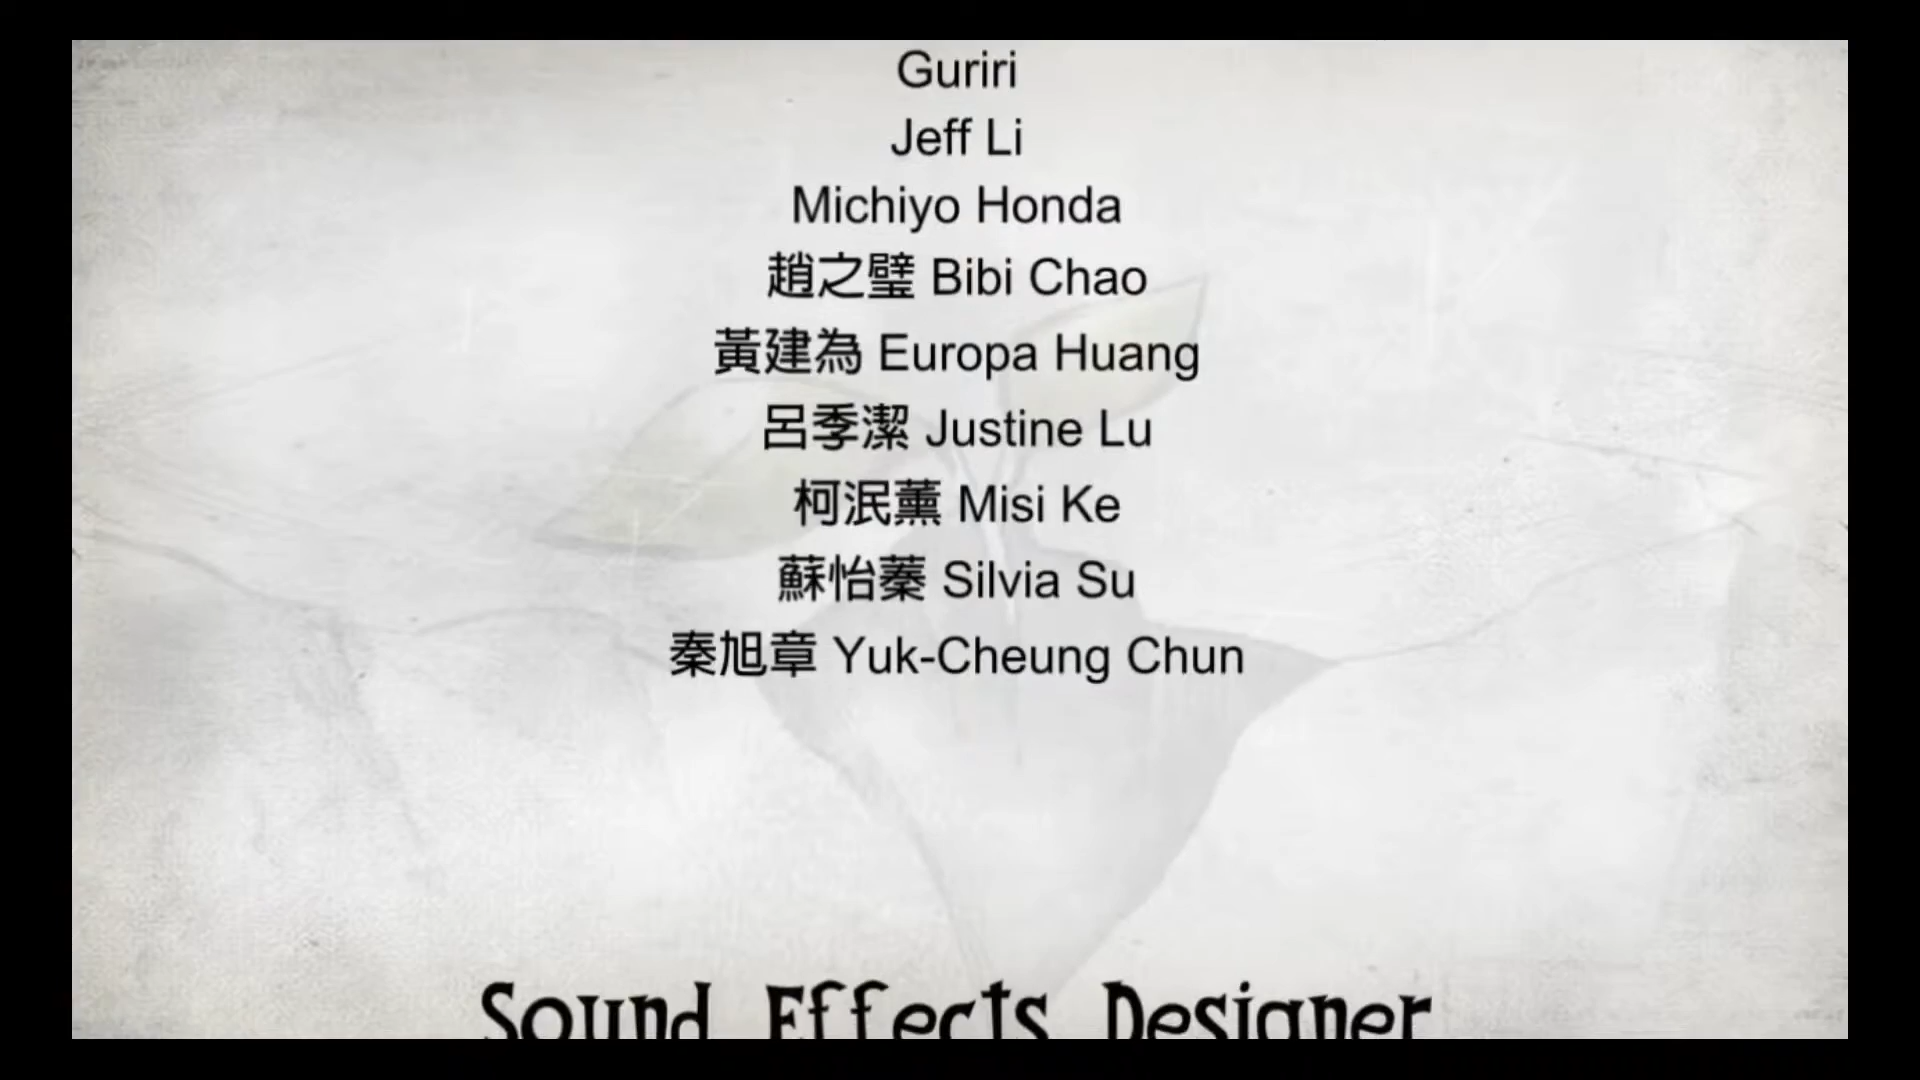 Guriri
Jeff Li
Michiyo Honda
趙之璧 Bibi Chao
黃建為 Europa Huang
呂季潔 Justine Lu
柯泯薰 Misi Ke
蘇怡蓁 Silvia Su
秦旭章 Yuk-Cheung Chun
Sound Effects Designer